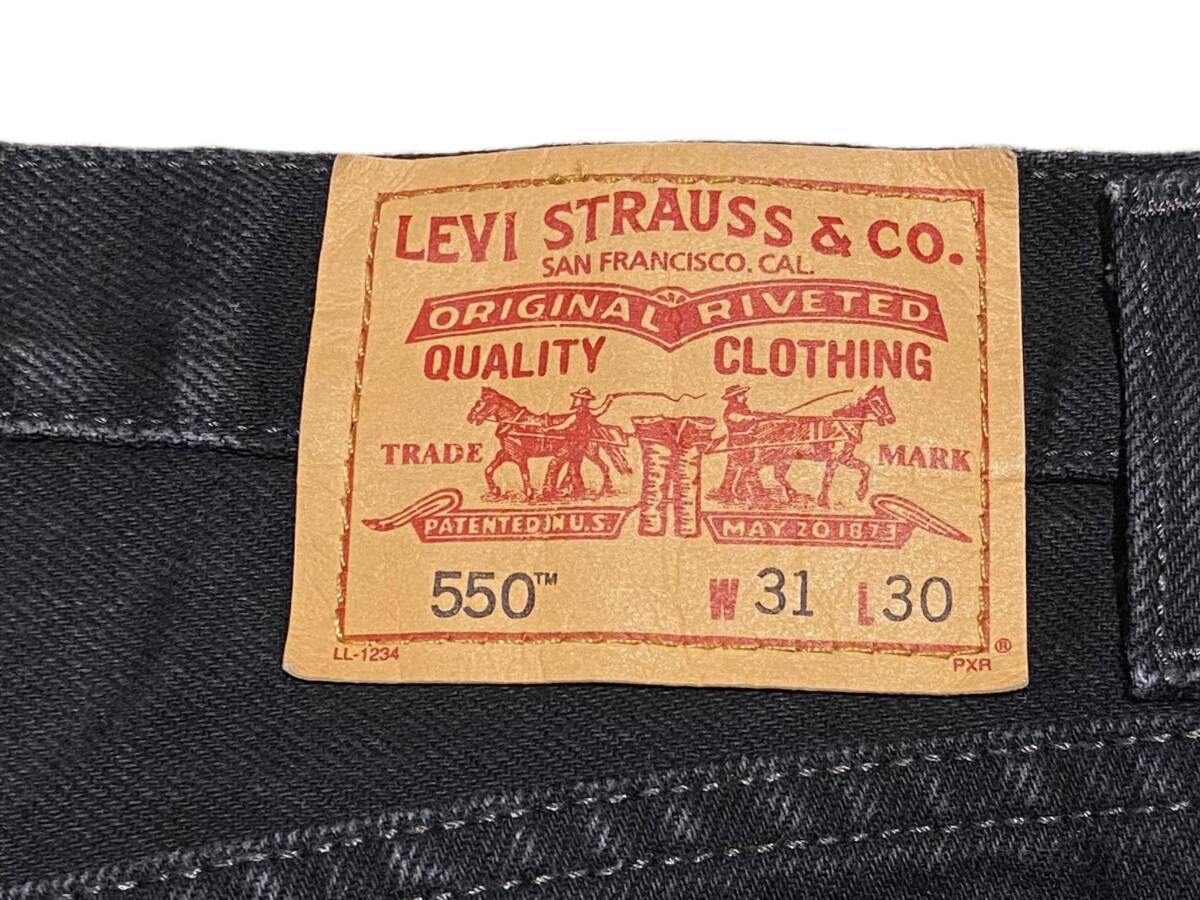 LEVI STRAUSS & CO.
SAN FRANCISCO. CAL.
ORIGINAL RIVETED
QUALITY CLOTHING
TRADE MARK
PATENTED IN U.S. MAY 20 1873
550™ W 31 L 30
LL-1234 PXR ®